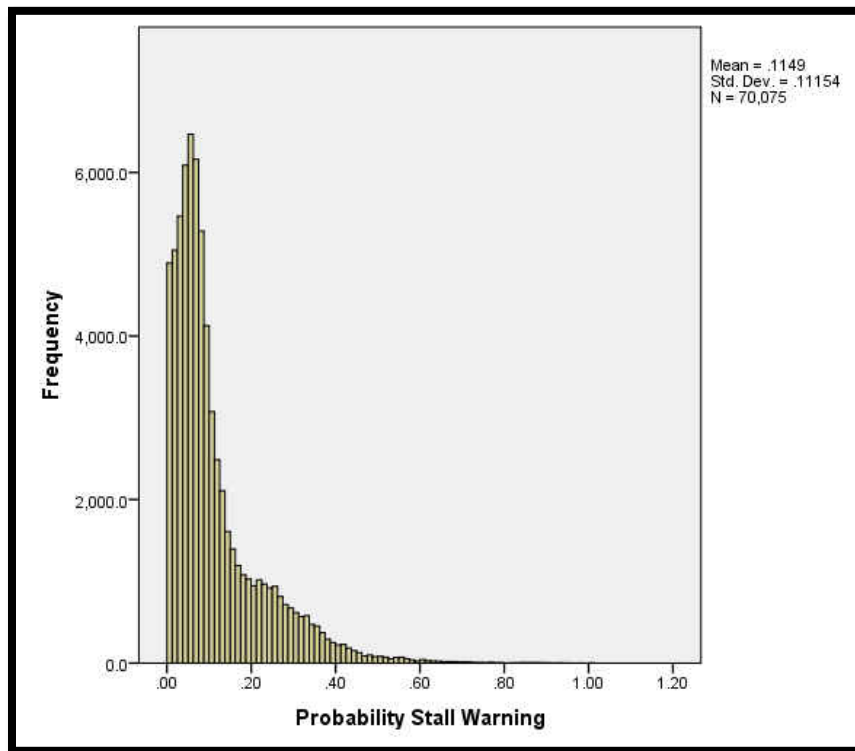 Mean = .1149
Std. Dev. = .11154
N = 70,075
6,000.0
4,000.0
2,000.0
0.0
Frequency
.00 .20 .40 .60 .80 1.00 1.20
Probability Stall Warning